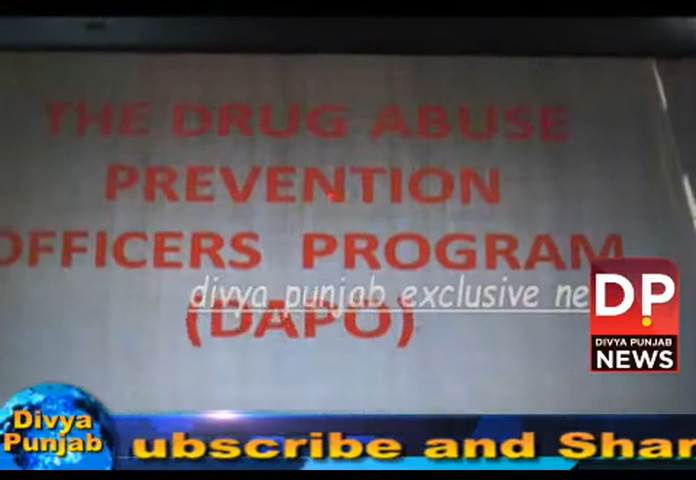 THE DRUG ABUSE
PREVENTION
OFFICERS PROGRAM
divya punjab exclusive ne
(DAPO)
DP
DIVYA PUNJAB
NEWS
Divya
Punjab
ubscribe and Shar